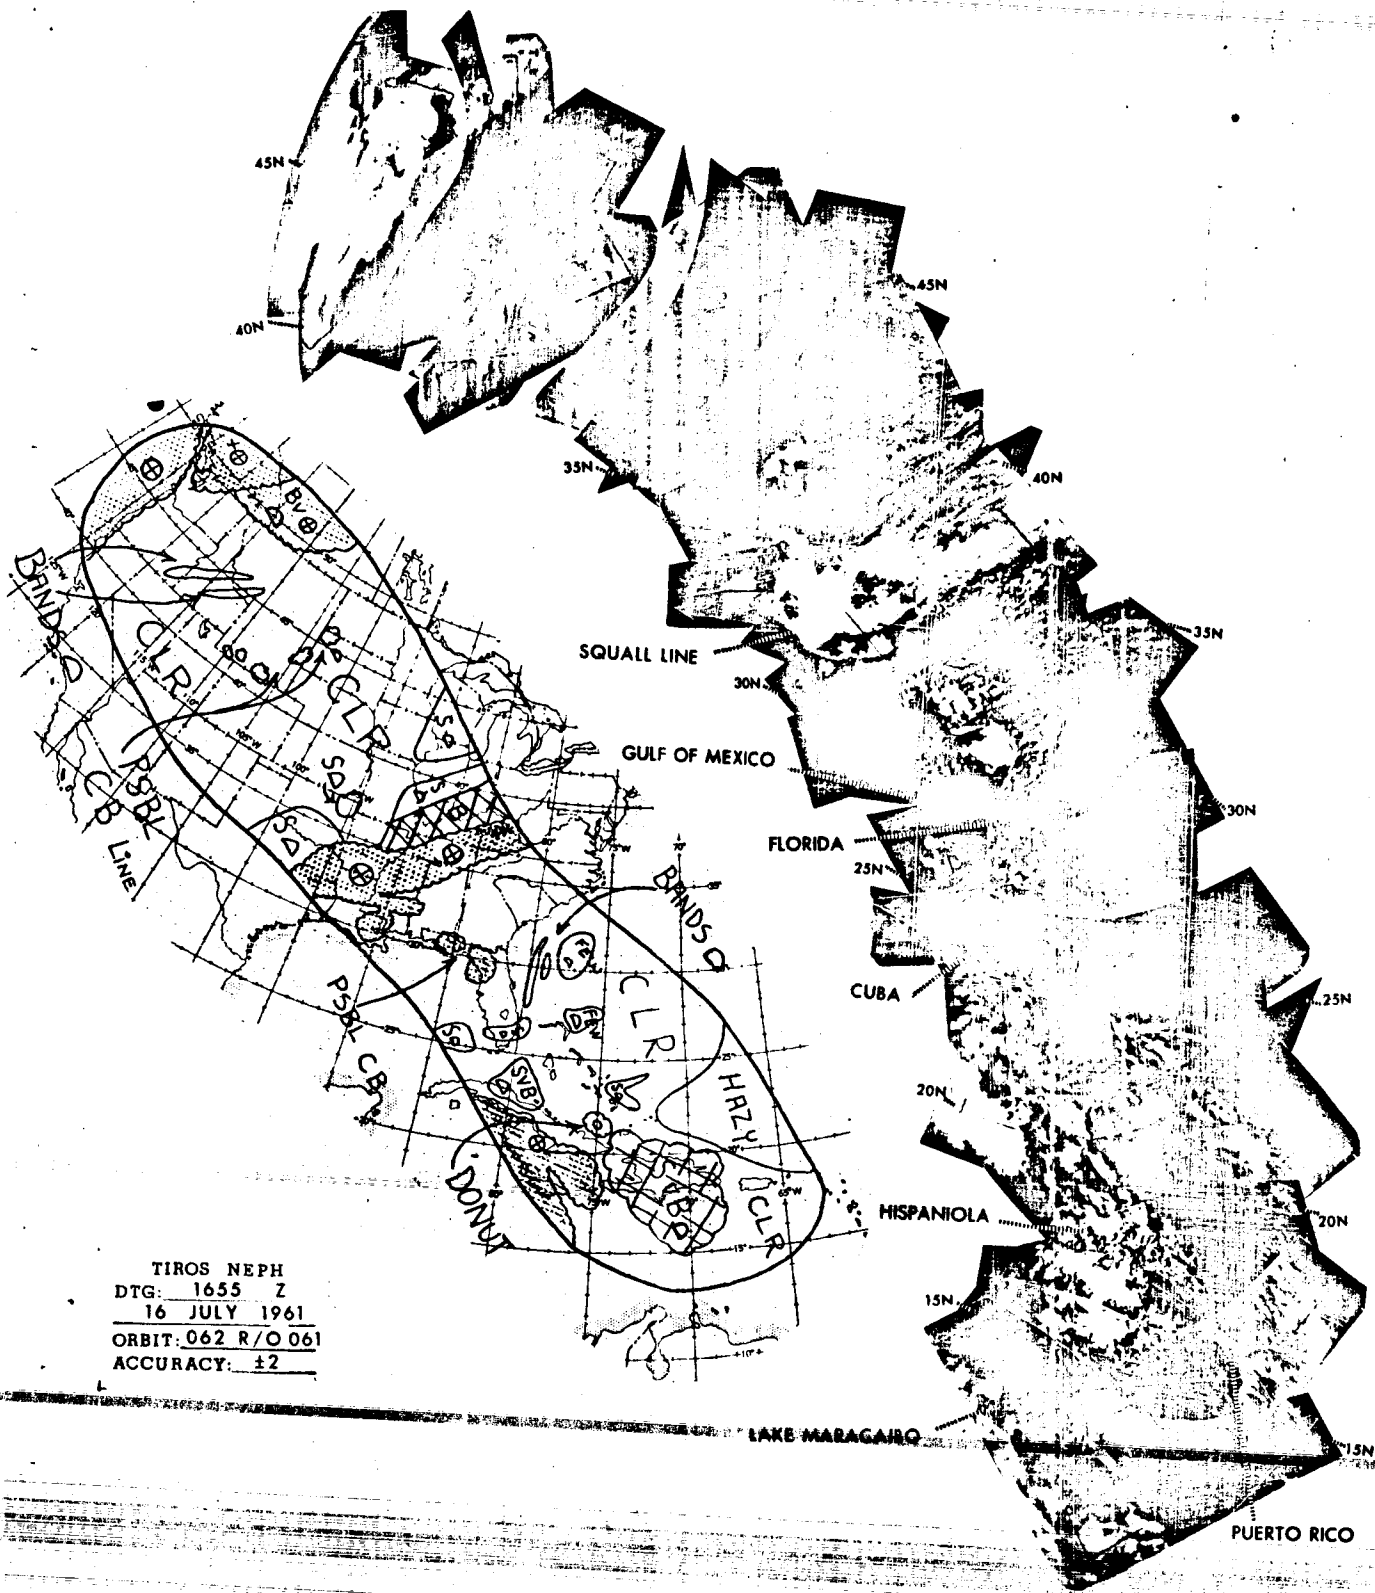 45N
40N
45N
35N
40N
SQUALL LINE
35N
30N
GULF OF MEXICO
30N
FLORIDA
25N
CUBA
25N
20N
HISPANIOLA
20N
15N
LAKE MARACAIBO
15N
PUERTO RICO
BANDS
CLR
CLR
PSBL
CB LINE
BANDS
CLR
PSBL CB
HAZY
SVB
DONUT
CLR
TIROS NEPH
DTG: 1655 Z
16 JULY 1961
ORBIT: 062 R/O 061
ACCURACY: ±2